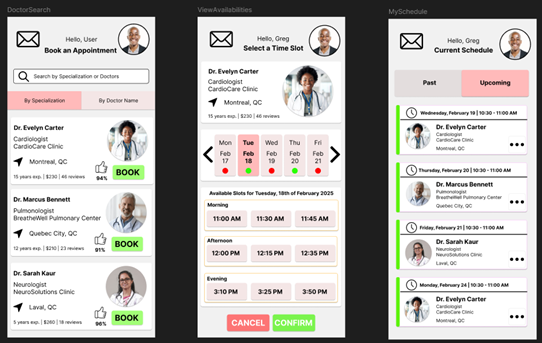 DoctorSearch
Hello, User
Book an Appointment
Search by Specialization or Doctors
By Specialization
By Doctor Name
Dr. Evelyn Carter
Cardiologist
CardioCare Clinic
Montreal, QC
15 years exp. | $230 | 46 reviews
94%
BOOK
Dr. Marcus Bennett
Pulmonologist
BreatheWell Pulmonary Center
Quebec City, QC
12 years exp. | $210 | 23 reviews
91%
BOOK
Dr. Sarah Kaur
Neurologist
NeuroSolutions Clinic
Laval, QC
5 years exp. | $260 | 18 reviews
96%
BOOK
ViewAvailabilities
Hello, Greg
Select a Time Slot
Dr. Evelyn Carter
Cardiologist
CardioCare Clinic
Montreal, QC
15 years exp. | $230 | 46 reviews
Mon Tue Wed Thu Fri
Feb Feb Feb Feb Feb
17 18 19 20 21
Available Slots for Tuesday, 18th of February 2025
Morning
11:00 AM 11:30 AM 11:45 AM
Afternoon
12:00 PM 12:15 PM 12:35 PM
Evening
3:10 PM 3:25 PM 3:50 PM
CANCEL CONFIRM
MySchedule
Hello, Greg
Current Schedule
Past Upcoming
Wednesday, February 19 | 10:30 - 11:00 AM
Dr. Evelyn Carter
Cardiologist
CardioCare Clinic
Montreal, QC
Thursday, February 20 | 10:30 - 11:00 AM
Dr. Marcus Bennett
Pulmonologist
BreatheWell Pulmonary Center
Quebec City, QC
Friday, February 21 | 10:30 - 11:00 AM
Dr. Sarah Kaur
Neurologist
NeuroSolutions Clinic
Laval, QC
Monday, February 24 | 10:30 - 11:00 AM
Dr. Evelyn Carter
Cardiologist
CardioCare Clinic
Montreal, QC